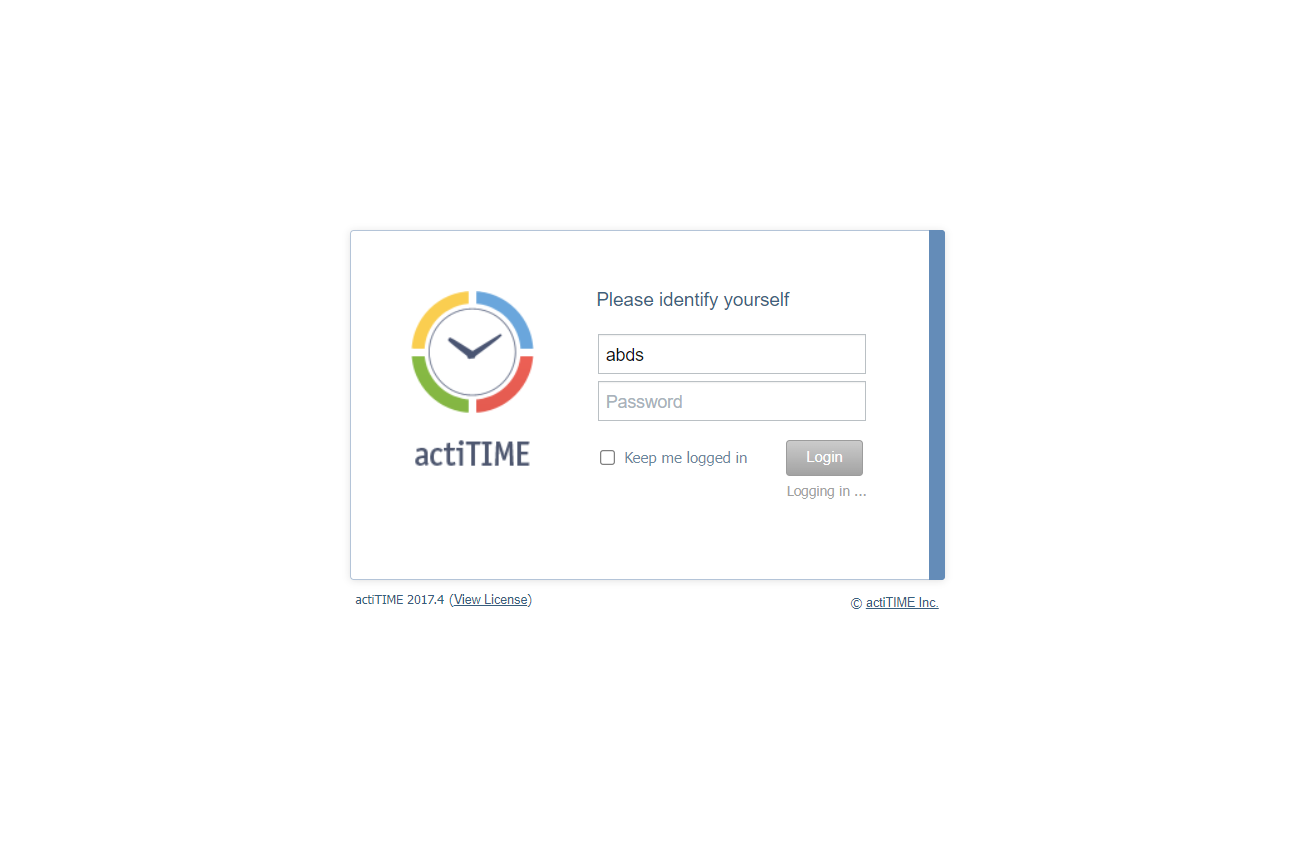 Please identify yourself
abds
Password
actiTIME
Keep me logged in
Login
Logging in ...
actiTIME 2017.4 (View License)
© actiTIME Inc.